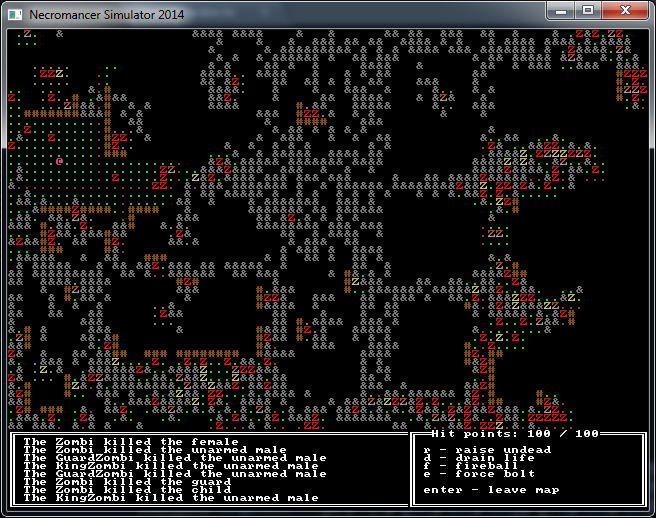 Necromancer Simulator 2014
The Zombi killed the female
The Zombi killed the unarmed male
The GuardZombi killed the unarmed male
The KingZombi killed the unarmed male
The GuardZombi killed the unarmed male
The Zombi killed the guard
The Zombi killed the child
The KingZombi killed the unarmed male
Hit points: 100 / 100
r - raise undead
d - drain life
f - fireball
e - force bolt
enter - leave map